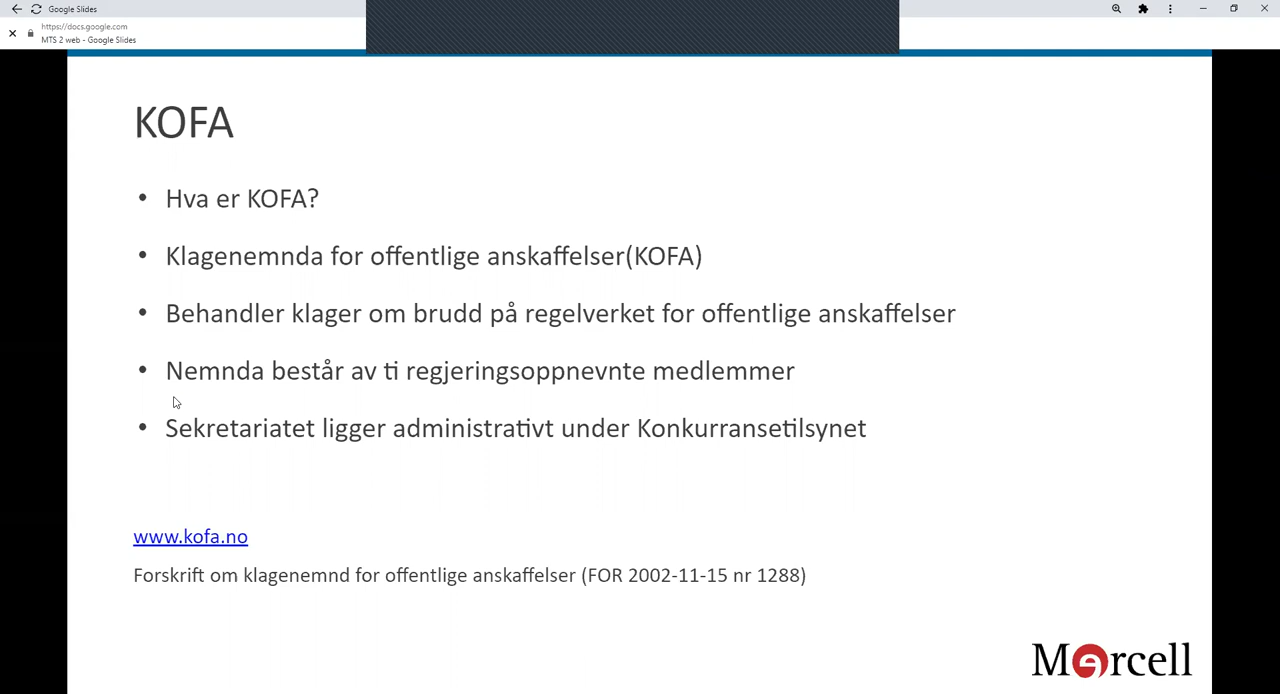 Google Slides
https://docs.google.com
MTS 2 web - Google Slides
KOFA
• Hva er KOFA?
• Klagenemnda for offentlige anskaffelser(KOFA)
• Behandler klager om brudd på regelverket for offentlige anskaffelser
• Nemnda består av ti regjeringsoppnevnte medlemmer
• Sekretariatet ligger administrativt under Konkurransetilsynet
www.kofa.no
Forskrift om klagenemnd for offentlige anskaffelser (FOR 2002-11-15 nr 1288)
Mercell